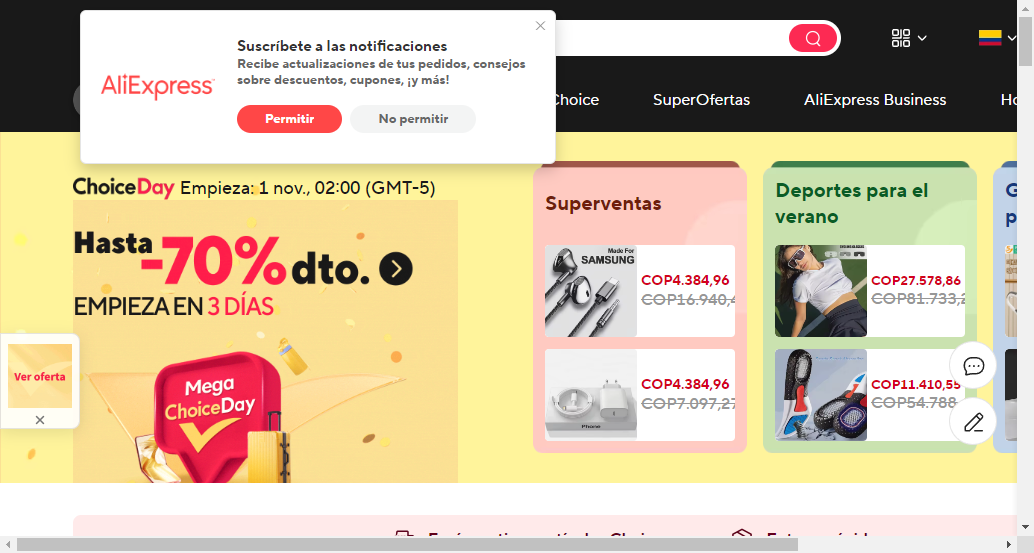 Suscríbete a las notificaciones
Recibe actualizaciones de tus pedidos, consejos
sobre descuentos, cupones, ¡y más!
AliExpress
Permitir
No permitir
Choice
SuperOfertas
AliExpress Business
ChoiceDay Empieza: 1 nov., 02:00 (GMT-5)
Hasta
-70% dto.
EMPIEZA EN 3 DÍAS
Mega
ChoiceDay
Ver oferta
Superventas
Made For
SAMSUNG
COP4.384,96
COP16.940,4
COP4.384,96
COP7.097,27
iPhone
Deportes para el
verano
COP27.578,86
COP81.733,2
COP11.410,55
COP54.788